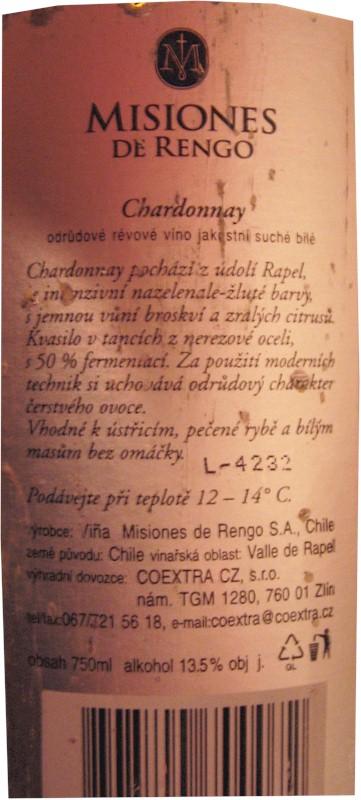 M
MISIONES
DE RENGO
Chardonnay
odrůdové révové víno jakostní suché bílé
Chardonnay pochází z údolí Rapel,
s intenzivní nazelenale-žluté barvy,
s jemnou vůní broskví a zrálých citrusů.
Kvasilo v tancích z nerezové oceli,
s 50 % fermentací. Za použití moderních
technik si uchovává odrůdový charakter
čerstvého ovoce.
Vhodné k ústřicím, pečené rybě a bílým
masům bez omáčky.
L-4232
Podávejte při teplotě 12 – 14° C.
výrobce: Viña Misiones de Rengo S.A., Chile
země původu: Chile vinařská oblast: Valle de Rapel
výhradní dovozce: COEXTRA CZ, s.r.o.
nám. TGM 1280, 760 01 Zlín
tel/fax:067/721 56 18, e-mail:coextra@coextra.cz
obsah 750ml alkohol 13.5% obj j.
GL